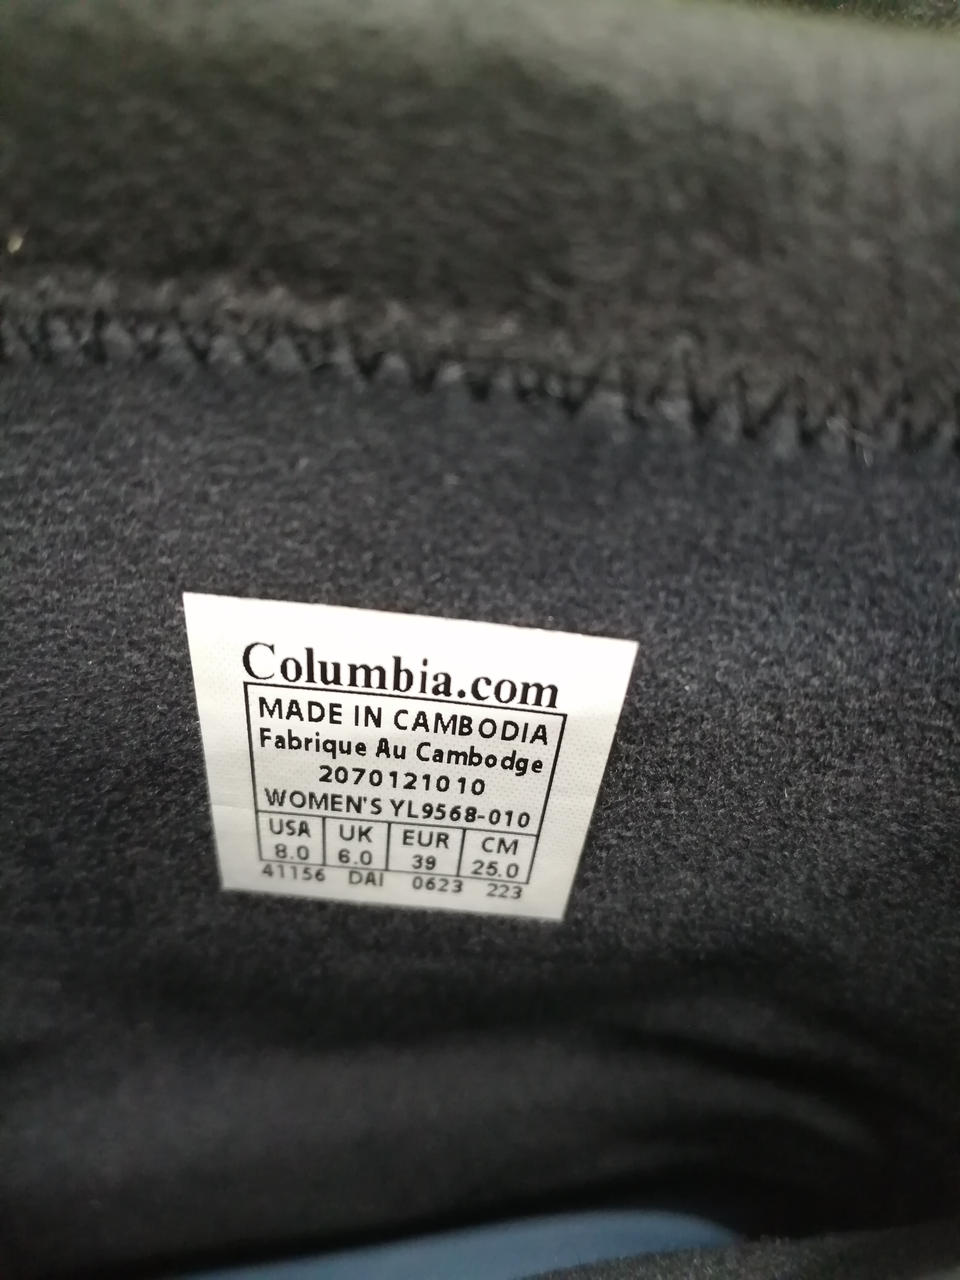 Columbia.com
MADE IN CAMBODIA
Fabrique Au Cambodge
2070121010
WOMEN'S YL9568-010
USA UK EUR CM
8.0 6.0 39 25.0
41156 DAI 0623 223